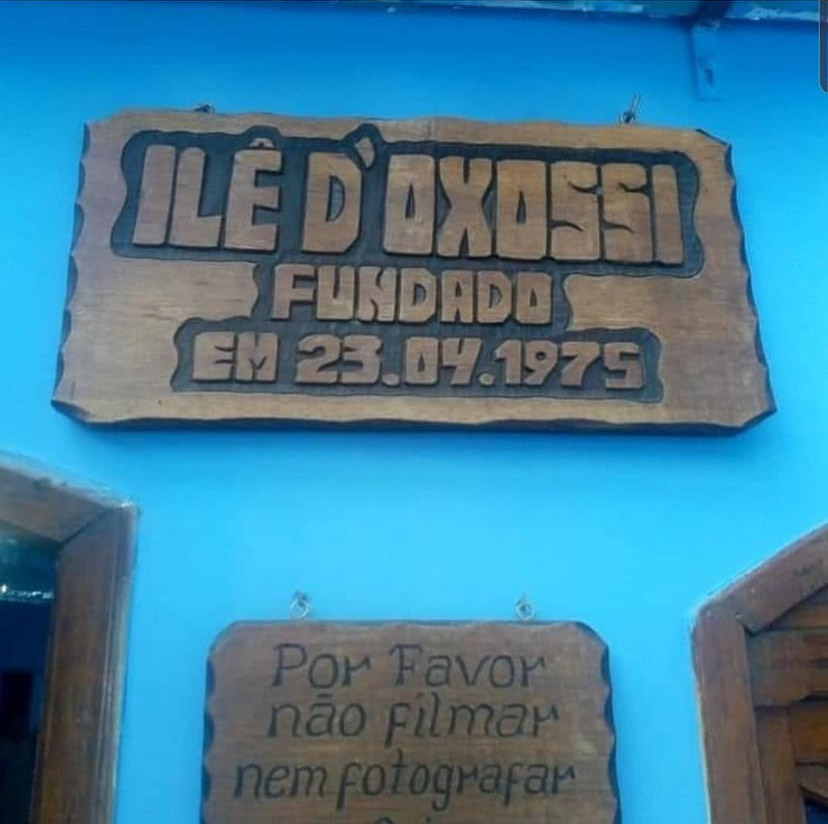 ILÊ D'OXOSSI
FUNDADO
EM 23.04.1975
Por Favor
não filmar
nem fotografar